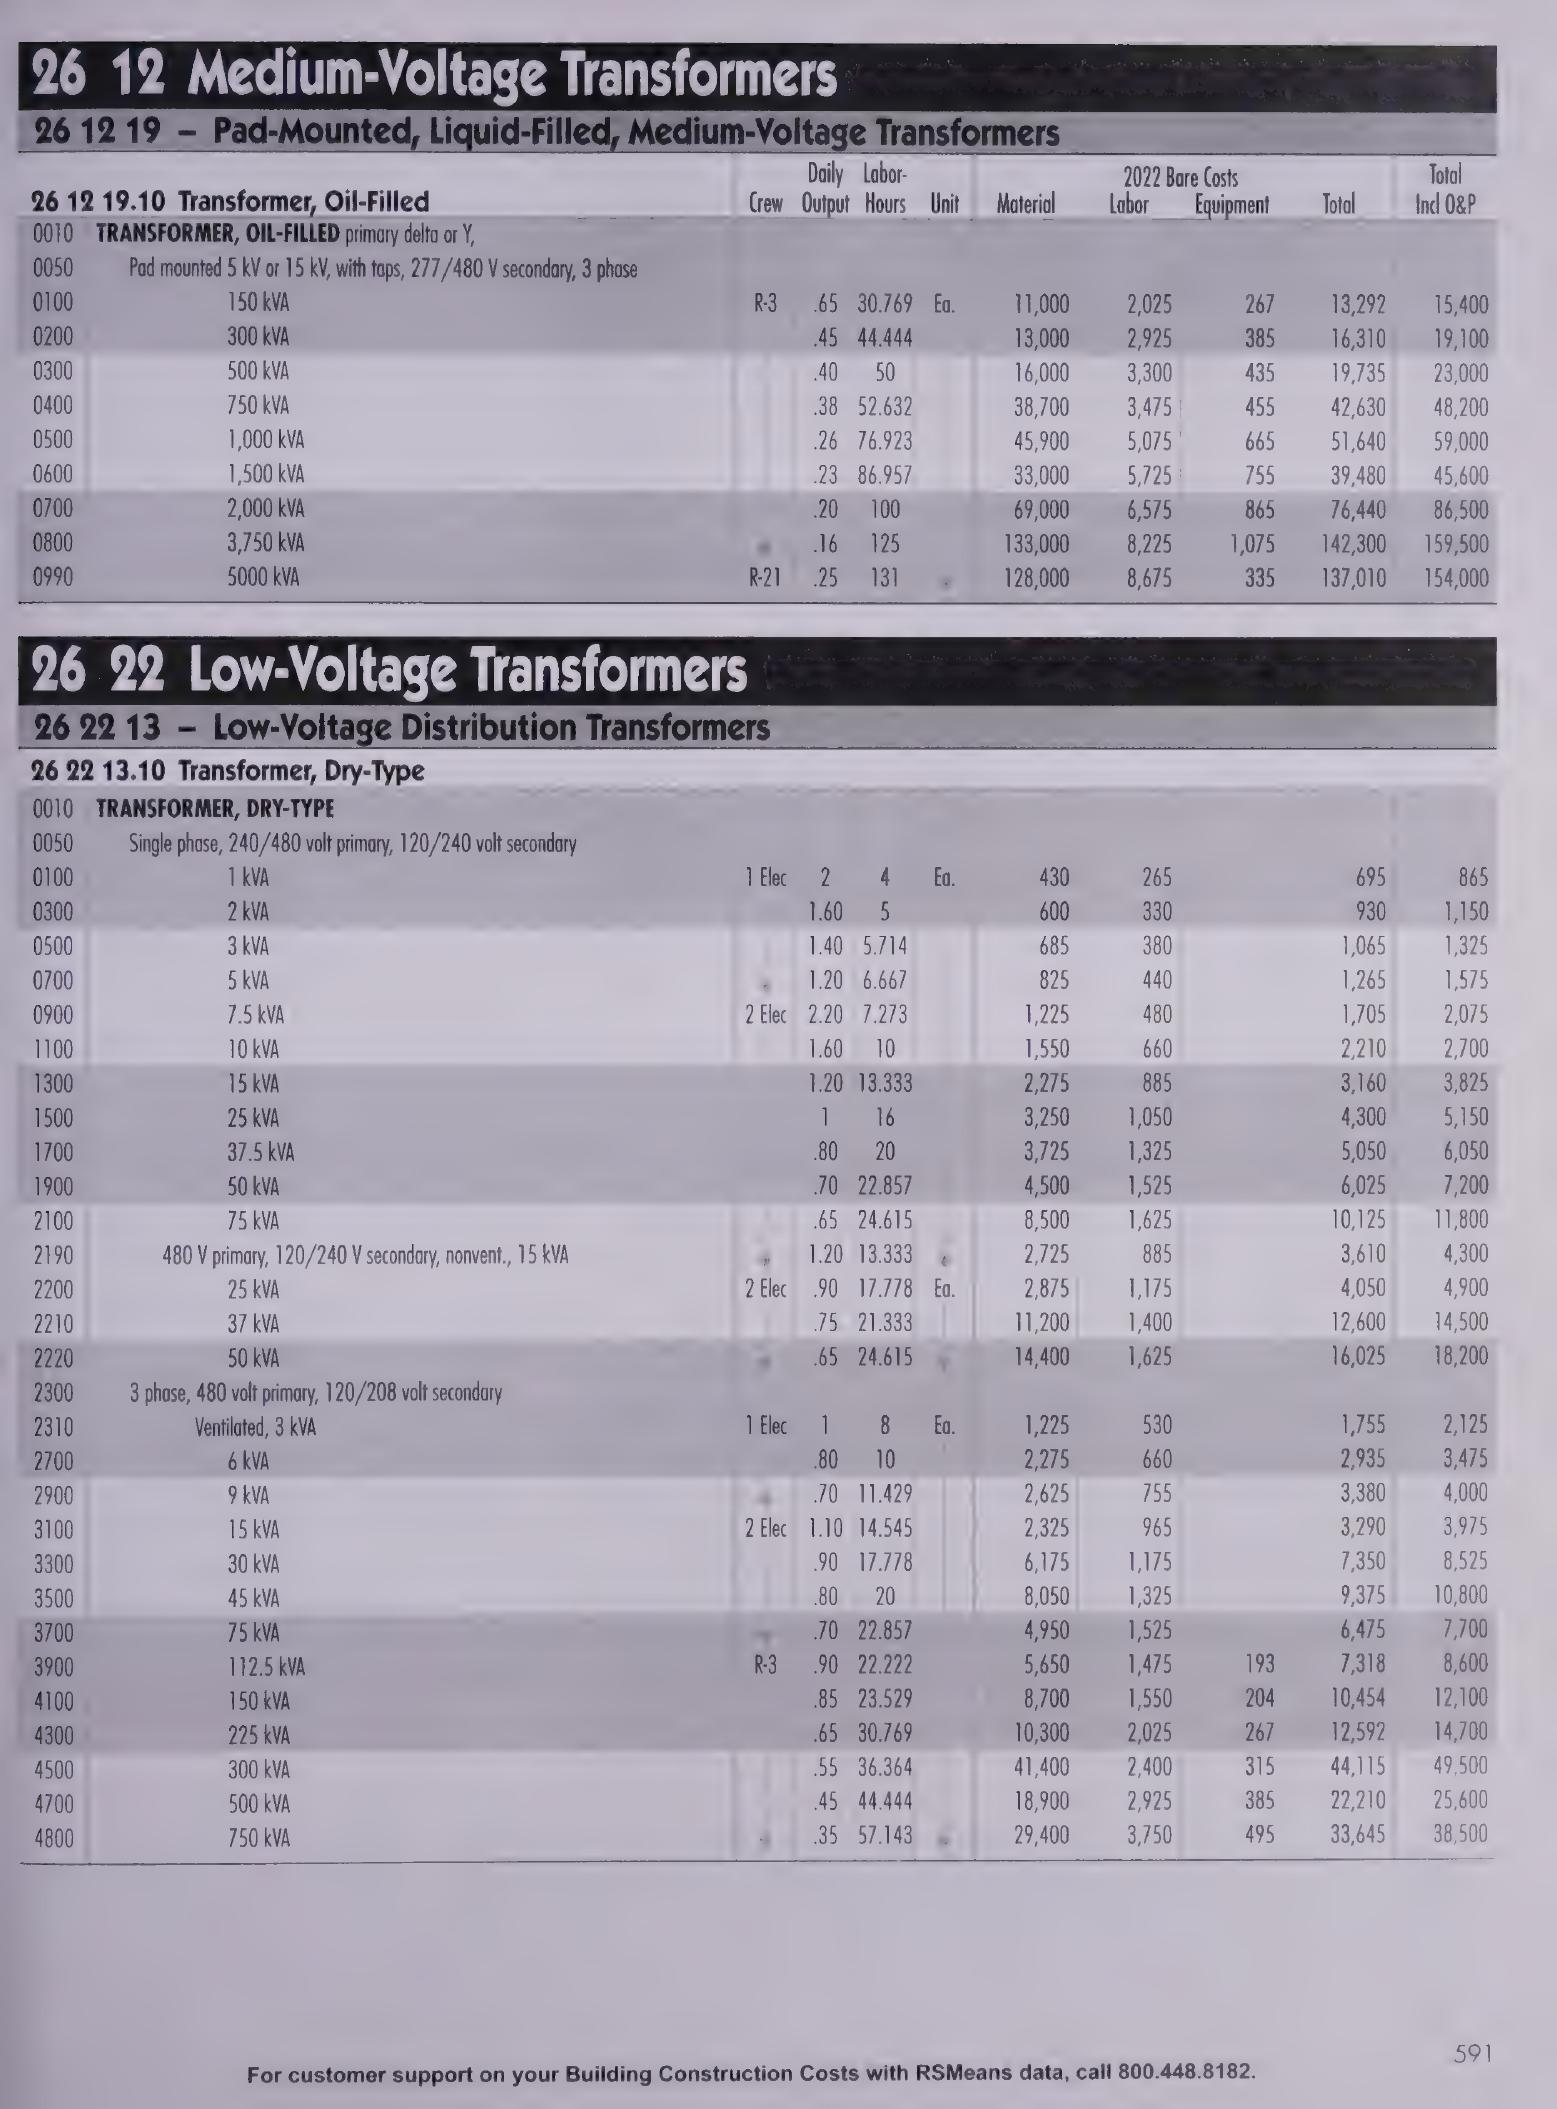 26 12 Medium-Voltage Transformers
26 12 19 – Pad-Mounted, Liquid-Filled, Medium-Voltage Transformers
Daily Labor- 2022 Bare Costs Total
26 12 19.10 Transformer, Oil-Filled Crew Output Hours Unit Material Labor Equipment Total Incl O&P
0010 TRANSFORMER, OIL-FILLED primary delta or Y,
0050 Pad mounted 5 kV or 15 kV, with taps, 277/480 V secondary, 3 phase
0100 150 kVA R-3 .65 30.769 Ea. 11,000 2,025 267 13,292 15,400
0200 300 kVA .45 44.444 13,000 2,925 385 16,310 19,100
0300 500 kVA .40 50 16,000 3,300 435 19,735 23,000
0400 750 kVA .38 52.632 38,700 3,475 455 42,630 48,200
0500 1,000 kVA .26 76.923 45,900 5,075 665 51,640 59,000
0600 1,500 kVA .23 86.957 33,000 5,725 755 39,480 45,600
0700 2,000 kVA .20 100 69,000 6,575 865 76,440 86,500
0800 3,750 kVA .16 125 133,000 8,225 1,075 142,300 159,500
0990 5000 kVA R-21 .25 131 128,000 8,675 335 137,010 154,000
26 22 Low-Voltage Transformers
26 22 13 – Low-Voltage Distribution Transformers
26 22 13.10 Transformer, Dry-Type
0010 TRANSFORMER, DRY-TYPE
0050 Single phase, 240/480 volt primary, 120/240 volt secondary
0100 1 kVA 1 Elec 2 4 Ea. 430 265 695 865
0300 2 kVA 1.60 5 600 330 930 1,150
0500 3 kVA 1.40 5.714 685 380 1,065 1,325
0700 5 kVA 1.20 6.667 825 440 1,265 1,575
0900 7.5 kVA 2 Elec 2.20 7.273 1,225 480 1,705 2,075
1100 10 kVA 1.60 10 1,550 660 2,210 2,700
1300 15 kVA 1.20 13.333 2,275 885 3,160 3,825
1500 25 kVA 1 16 3,250 1,050 4,300 5,150
1700 37.5 kVA .80 20 3,725 1,325 5,050 6,050
1900 50 kVA .70 22.857 4,500 1,525 6,025 7,200
2100 75 kVA .65 24.615 8,500 1,625 10,125 11,800
2190 480 V primary, 120/240 V secondary, nonvent., 15 kVA 1.20 13.333 2,725 885 3,610 4,300
2200 25 kVA 2 Elec .90 17.778 Ea. 2,875 1,175 4,050 4,900
2210 37 kVA .75 21.333 11,200 1,400 12,600 14,500
2220 50 kVA .65 24.615 14,400 1,625 16,025 18,200
2300 3 phase, 480 volt primary, 120/208 volt secondary
2310 Ventilated, 3 kVA 1 Elec 1 8 Ea. 1,225 530 1,755 2,125
2700 6 kVA .80 10 2,275 660 2,935 3,475
2900 9 kVA .70 11.429 2,625 755 3,380 4,000
3100 15 kVA 2 Elec 1.10 14.545 2,325 965 3,290 3,975
3300 30 kVA .90 17.778 6,175 1,175 7,350 8,525
3500 45 kVA .80 20 8,050 1,325 9,375 10,800
3700 75 kVA .70 22.857 4,950 1,525 6,475 7,700
3900 112.5 kVA R-3 .90 22.222 5,650 1,475 193 7,318 8,600
4100 150 kVA .85 23.529 8,700 1,550 204 10,454 12,100
4300 225 kVA .65 30.769 10,300 2,025 267 12,592 14,700
4500 300 kVA .55 36.364 41,400 2,400 315 44,115 49,500
4700 500 kVA .45 44.444 18,900 2,925 385 22,210 25,600
4800 750 kVA .35 57.143 29,400 3,750 495 33,645 38,500
591
For customer support on your Building Construction Costs with RSMeans data, call 800.448.8182.